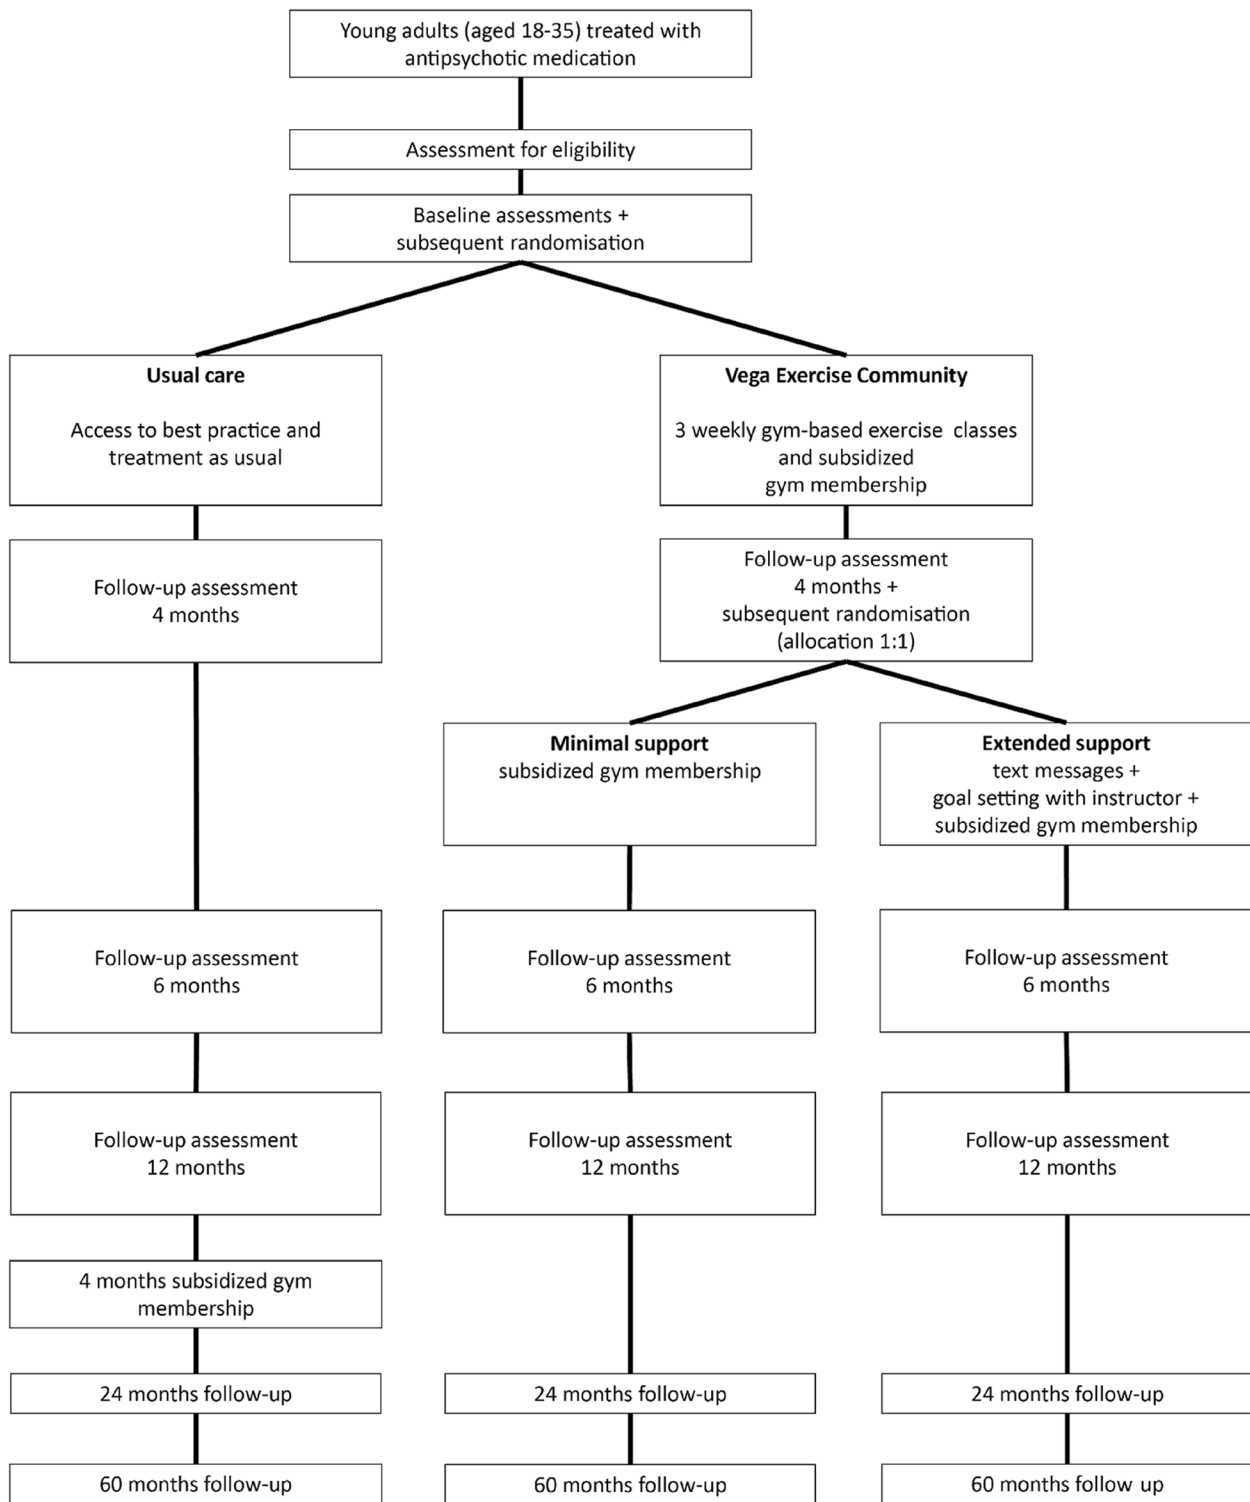 Young adults (aged 18-35) treated with
antipsychotic medication
Assessment for eligibility
Baseline assessments +
subsequent randomisation
Usual care
Access to best practice and
treatment as usual
Vega Exercise Community
3 weekly gym-based exercise classes
and subsidized
gym membership
Follow-up assessment
4 months
Follow-up assessment
4 months +
subsequent randomisation
(allocation 1:1)
Minimal support
subsidized gym membership
Extended support
text messages +
goal setting with instructor +
subsidized gym membership
Follow-up assessment
6 months
Follow-up assessment
6 months
Follow-up assessment
6 months
Follow-up assessment
12 months
Follow-up assessment
12 months
Follow-up assessment
12 months
4 months subsidized gym
membership
24 months follow-up
24 months follow-up
24 months follow-up
60 months follow-up
60 months follow-up
60 months follow up